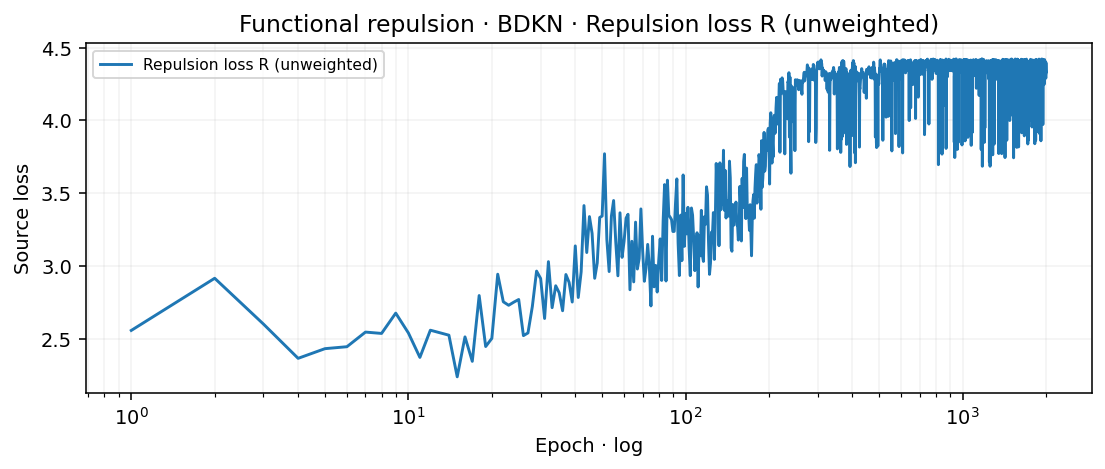 Functional repulsion · BDKN · Repulsion loss R (unweighted)
Repulsion loss R (unweighted)
Source loss
4.5
4.0
3.5
3.0
2.5
10⁰ 10¹ 10² 10³
Epoch · log